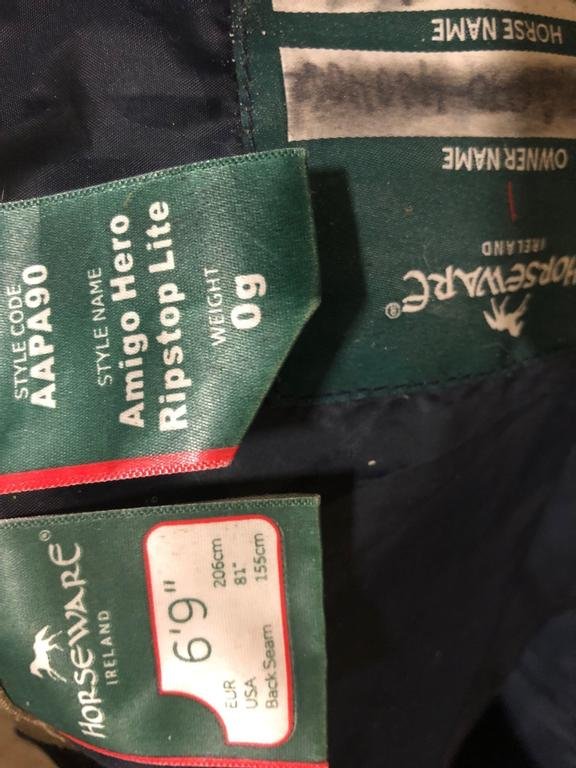 STYLE CODE
AAPA90
STYLE NAME
Amigo Hero
Ripstop Lite
WEIGHT
0g
HORSEWARE®
IRELAND
6'9"
EUR 206cm
USA 81"
Back Seam 155cm
HORSEWARE®
IRELAND
OWNER NAME
HORSE NAME